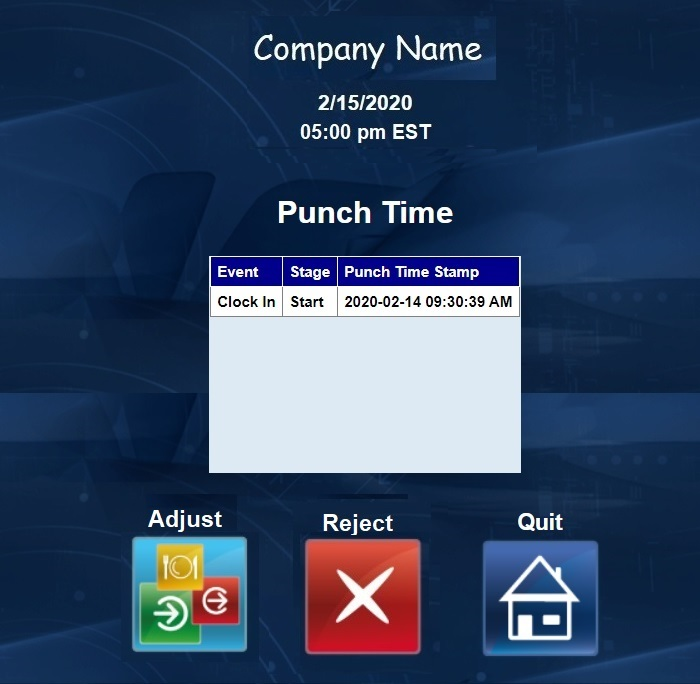 Company Name
2/15/2020
05:00 pm EST
Punch Time
Event Stage Punch Time Stamp
Clock In Start 2020-02-14 09:30:39 AM
Adjust Reject Quit